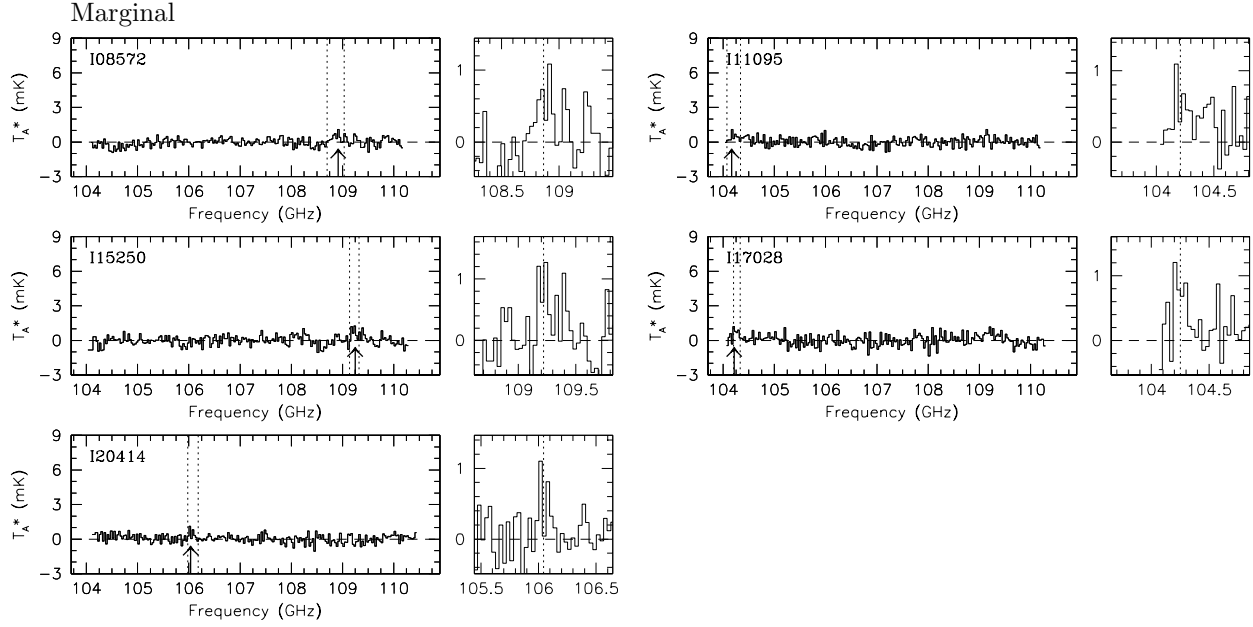 Marginal
9
6
3
0
−3
T_A* (mK)
I08572
104 105 106 107 108 109 110
Frequency (GHz)
1
0
108.5 109
9
6
3
0
−3
T_A* (mK)
I11095
104 105 106 107 108 109 110
Frequency (GHz)
1
0
104 104.5
9
6
3
0
−3
T_A* (mK)
I15250
104 105 106 107 108 109 110
Frequency (GHz)
1
0
109 109.5
9
6
3
0
−3
T_A* (mK)
I17028
104 105 106 107 108 109 110
Frequency (GHz)
1
0
104 104.5
9
6
3
0
−3
T_A* (mK)
I20414
104 105 106 107 108 109 110
Frequency (GHz)
1
0
105.5 106 106.5